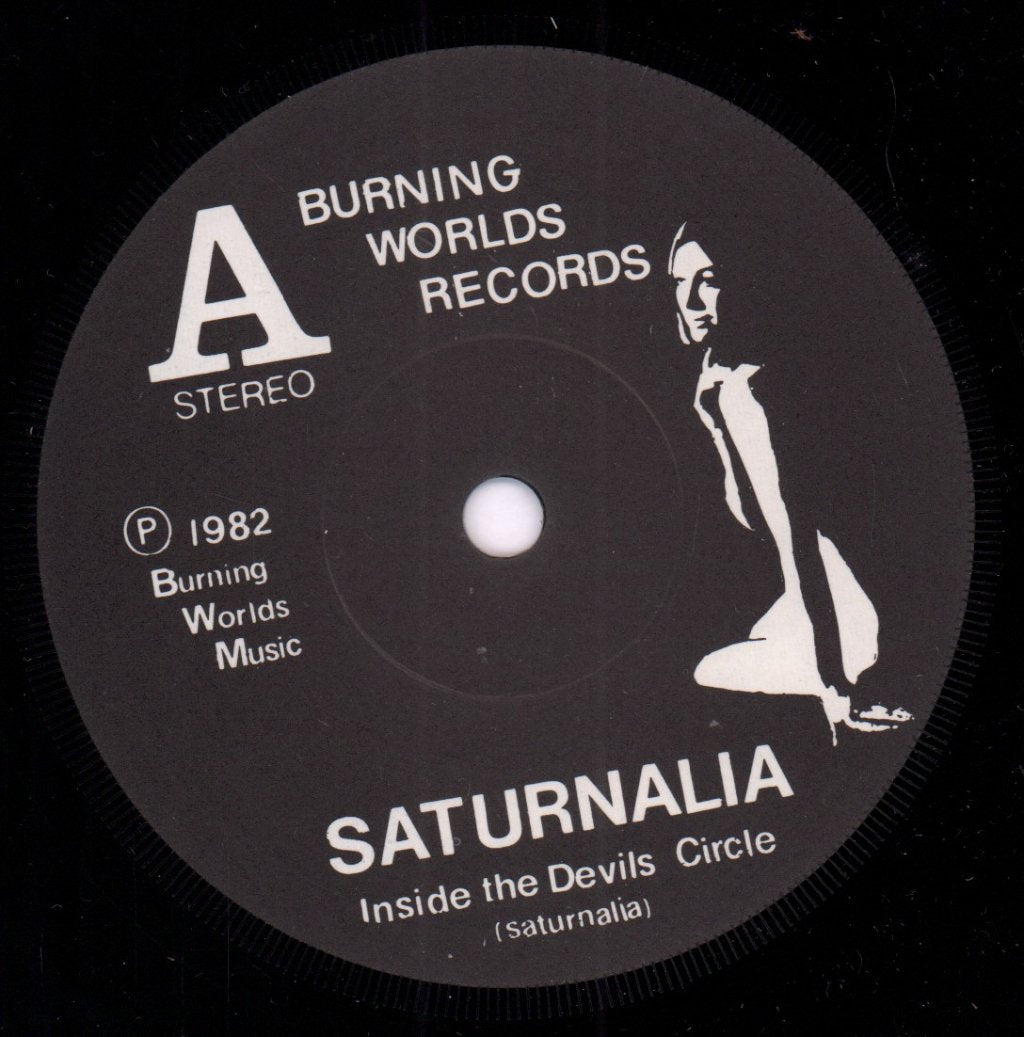 A
STEREO
BURNING
WORLDS
RECORDS
Ⓟ 1982
Burning
Worlds
Music
SATURNALIA
Inside the Devils Circle
(saturnalia)